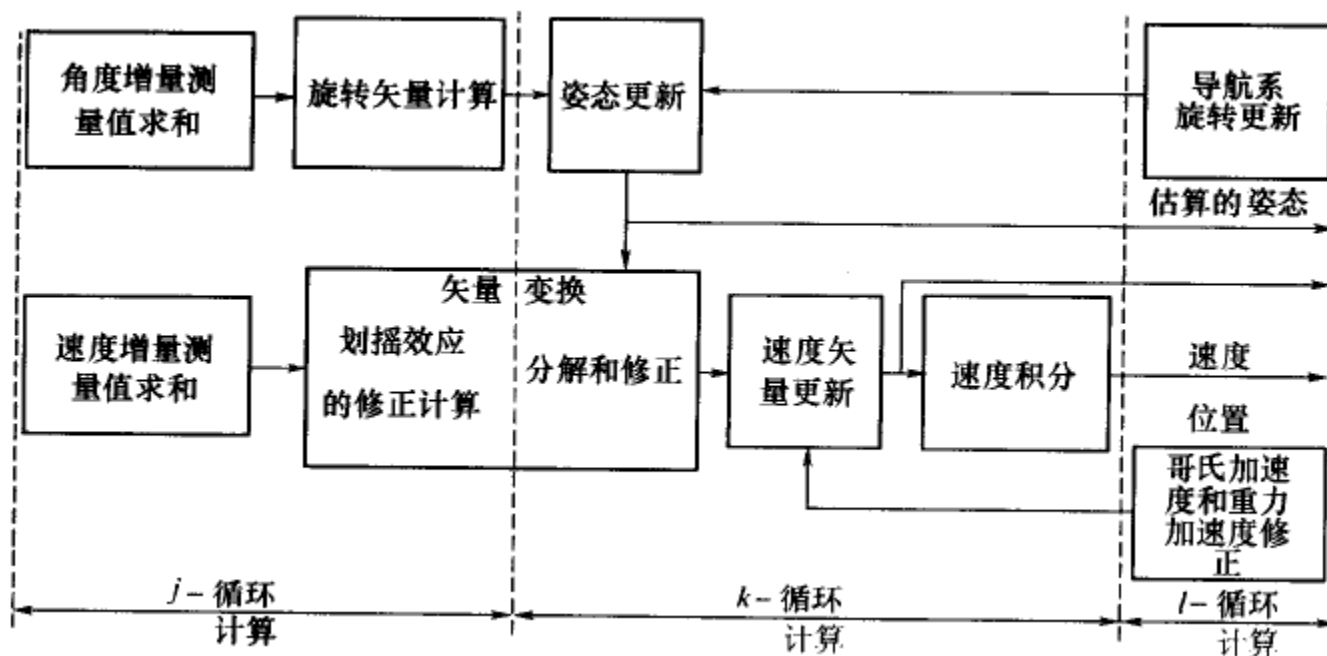 角度增量测
量值求和
旋转矢量计算
姿态更新
导航系
旋转更新
估算的姿态
速度增量测
量值求和
矢量 变换
划摇效应
的修正计算
分解和修正
速度矢
量更新
速度积分
速度
位置
哥氏加速
度和重力
加速度修
正
j-循环
计算
k-循环
计算
l-循环
计算